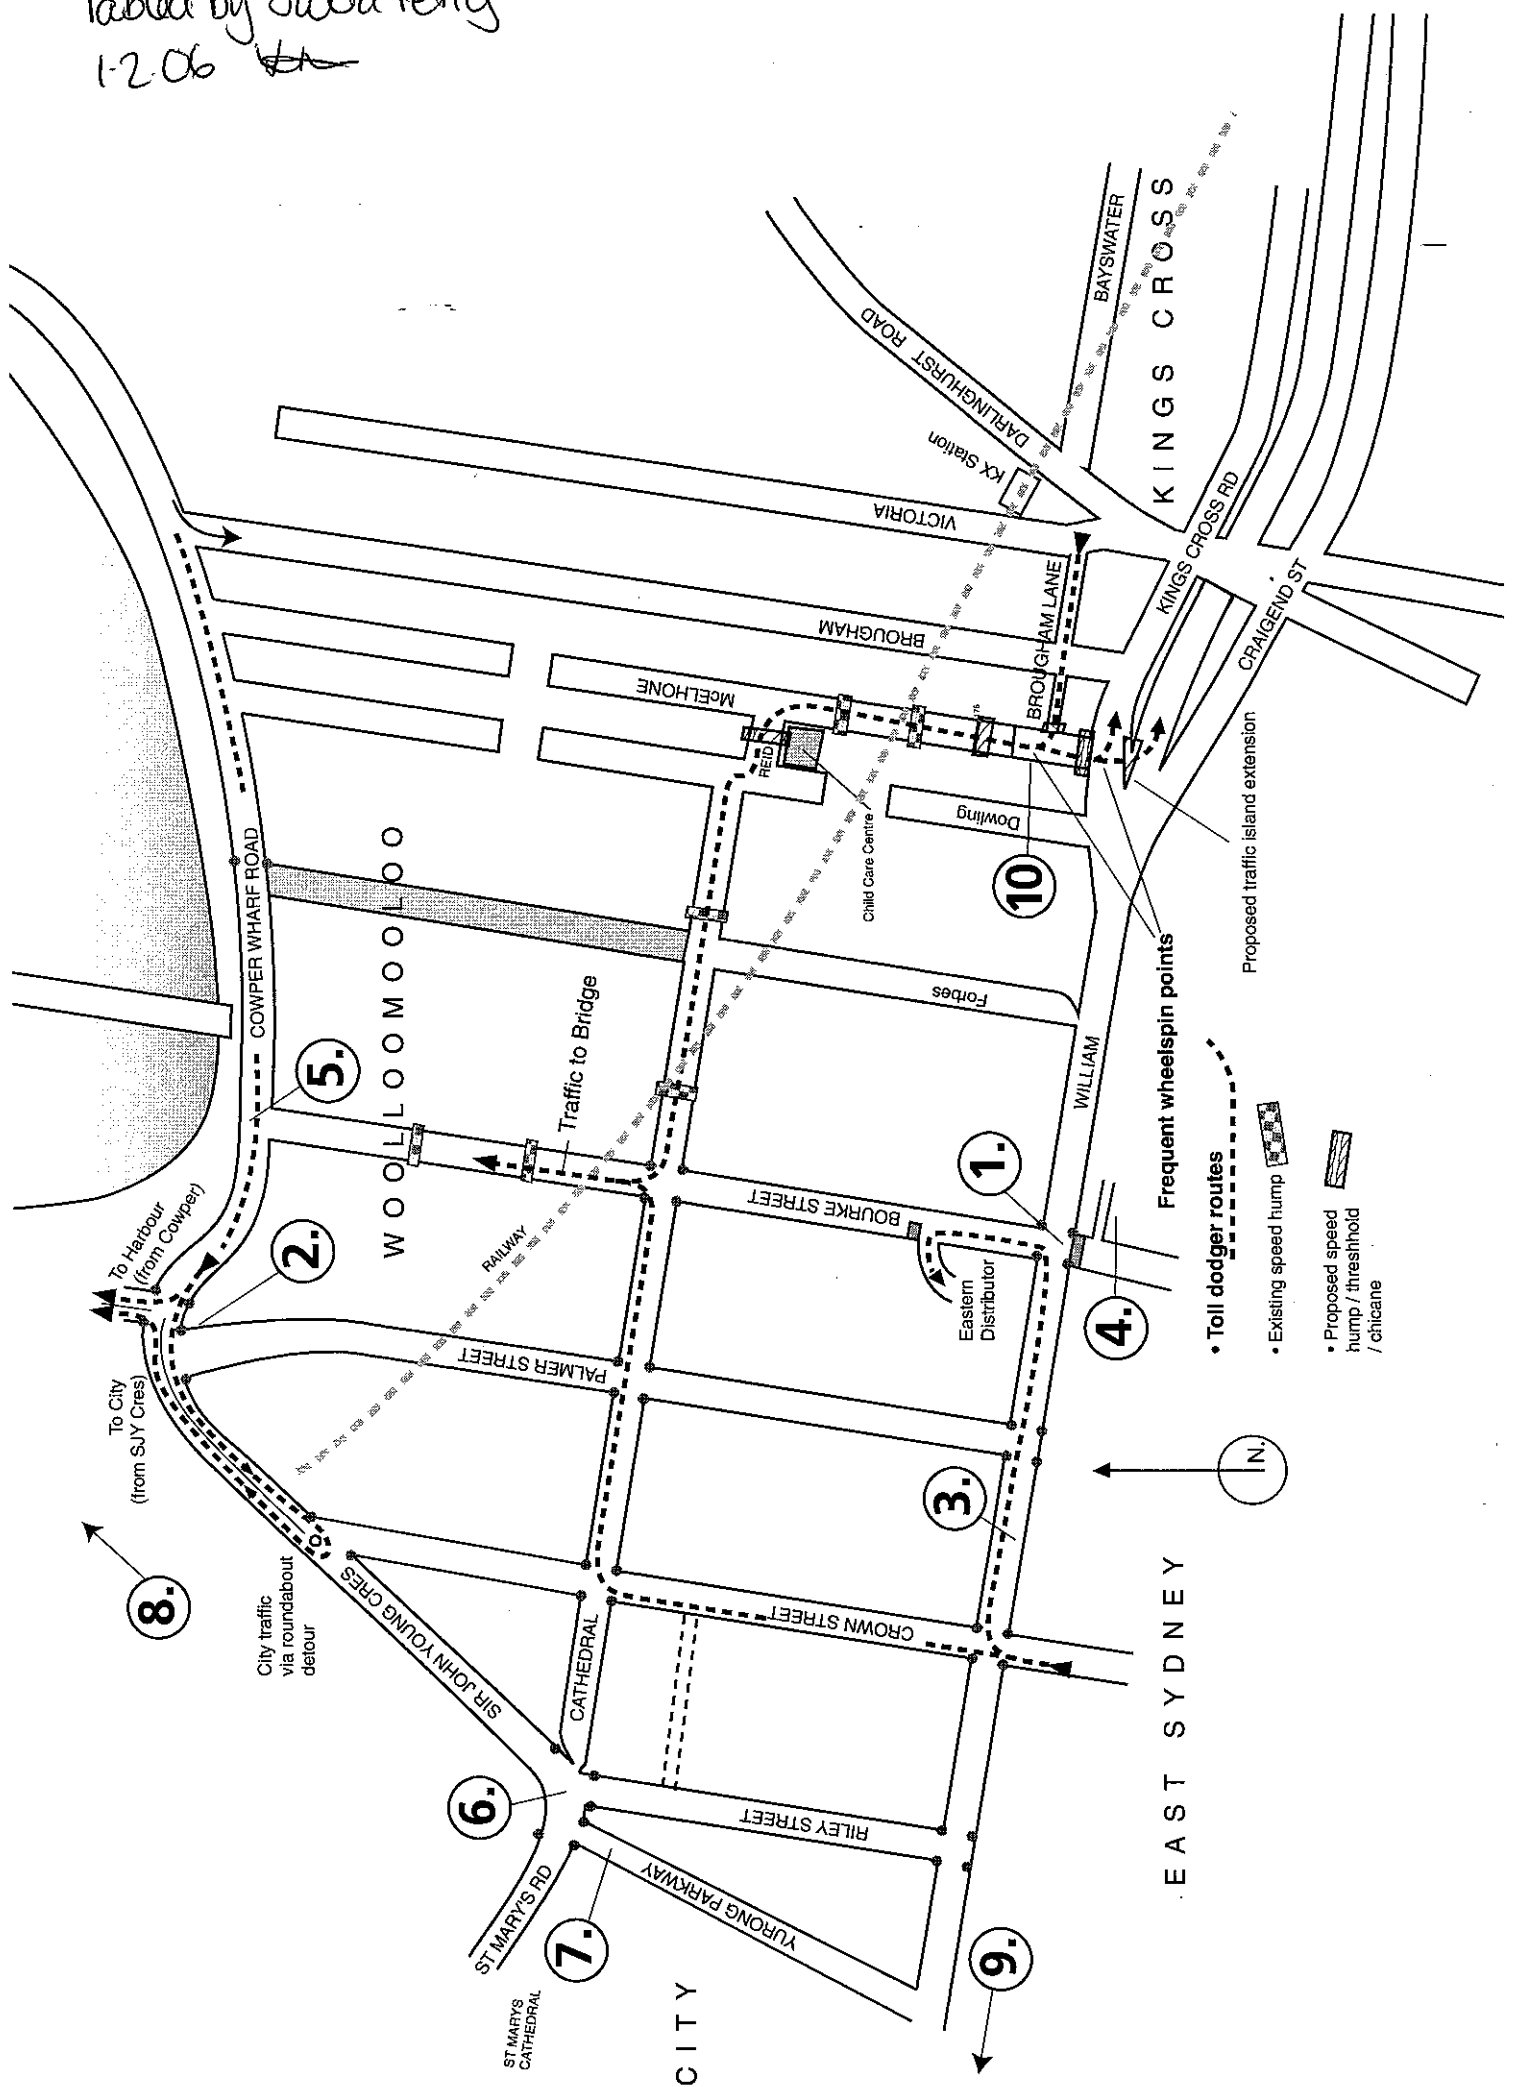 Tabled by
1-2.06
To Harbour
(from Cowper)
To City
(from SJY Cres)
8.
City traffic
via roundabout
detour
SIR JOHN YOUNG CRES
2.
5.
COWPER WHARF ROAD
WOOLLOOMOOLOO
RAILWAY
Traffic to Bridge
PALMER STREET
BOURKE STREET
CATHEDRAL
CROWN STREET
RILEY STREET
YURONG PARKWAY
ST MARY'S RD
ST MARYS
CATHEDRAL
6.
7.
CITY
9.
3.
Eastern
Distributor
1.
4.
WILLIAM
Forbes
Dowling
10
Child Care Centre
REID
McELHONE
BROUGHAM
BROUGHAM LANE
VICTORIA
KX Station
DARLINGHURST ROAD
BAYSWATER
KINGS CROSS
KINGS CROSS RD
CRAIGEND ST
Proposed traffic island extension
Frequent wheelspin points
• Toll dodger routes
• Existing speed hump
• Proposed speed
hump / threshhold
/ chicane
N.
EAST SYDNEY